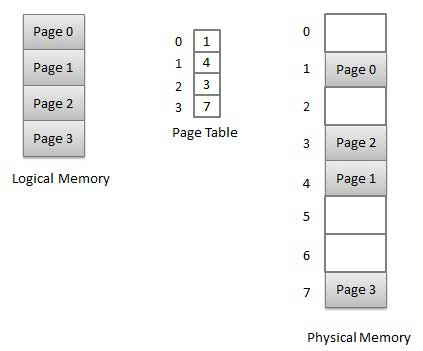 Page 0
Page 1
Page 2
Page 3
Logical Memory
0 1
1 4
2 3
3 7
Page Table
0
1 Page 0
2
3 Page 2
4 Page 1
5
6
7 Page 3
Physical Memory